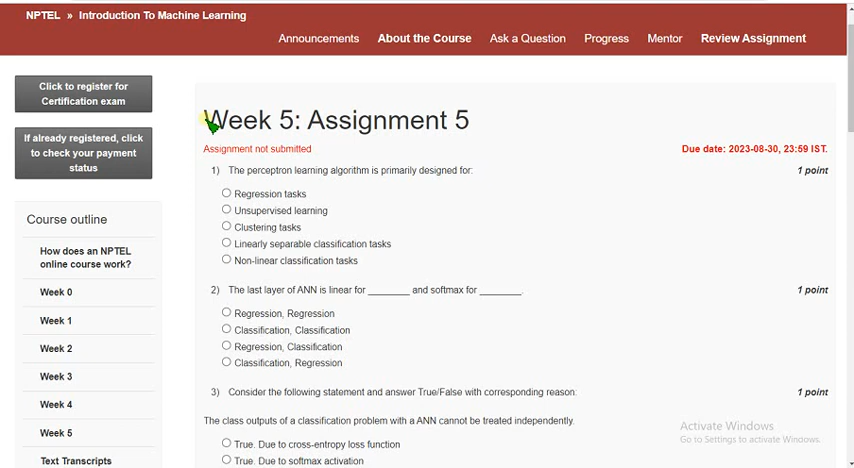 NPTEL » Introduction To Machine Learning
Announcements About the Course Ask a Question Progress Mentor Review Assignment
Click to register for
Certification exam
If already registered, click
to check your payment
status
Course outline
How does an NPTEL
online course work?
Week 0
Week 1
Week 2
Week 3
Week 4
Week 5
Text Transcripts
Week 5: Assignment 5
Assignment not submitted Due date: 2023-08-30, 23:59 IST.
1) The perceptron learning algorithm is primarily designed for: 1 point
Regression tasks
Unsupervised learning
Clustering tasks
Linearly separable classification tasks
Non-linear classification tasks
2) The last layer of ANN is linear for ________ and softmax for ________. 1 point
Regression, Regression
Classification, Classification
Regression, Classification
Classification, Regression
3) Consider the following statement and answer True/False with corresponding reason: 1 point
The class outputs of a classification problem with a ANN cannot be treated independently.
True. Due to cross-entropy loss function
True. Due to softmax activation
Activate Windows
Go to Settings to activate Windows.